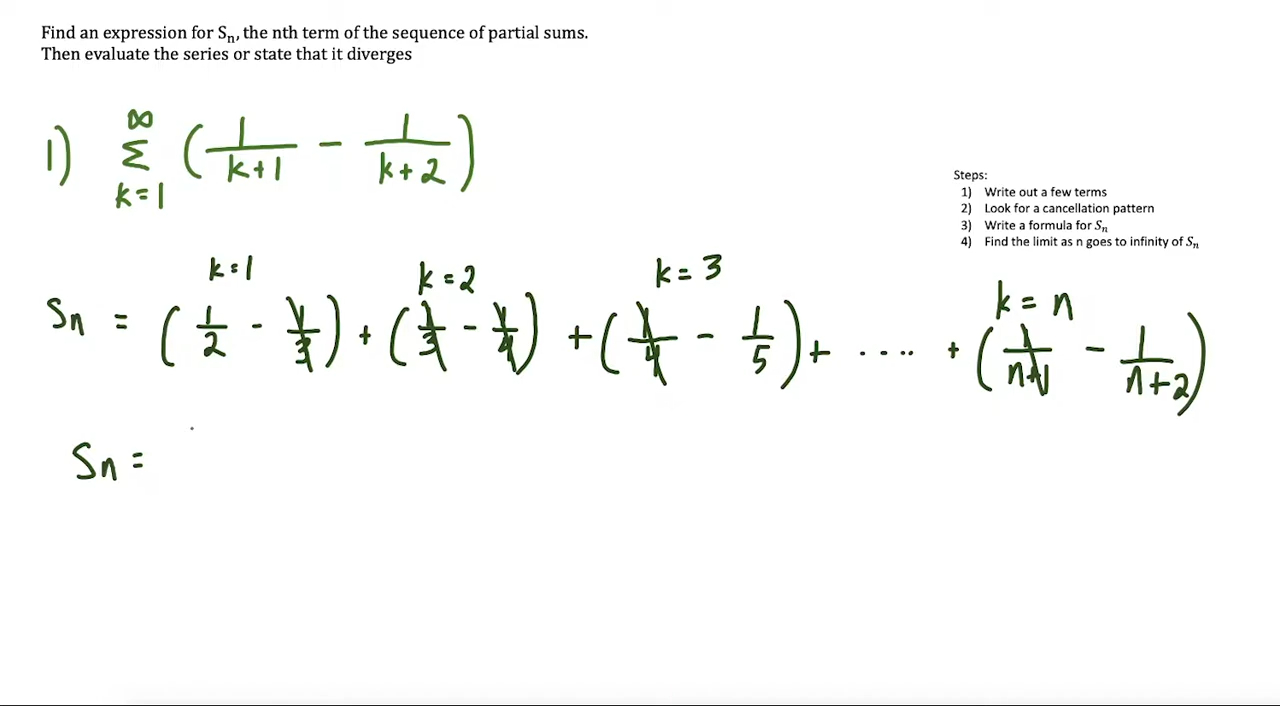 Find an expression for Sₙ, the nth term of the sequence of partial sums.
Then evaluate the series or state that it diverges
1) ∞ Σ k=1 ( 1/(k+1) - 1/(k+2) )
Steps:
1) Write out a few terms
2) Look for a cancellation pattern
3) Write a formula for Sₙ
4) Find the limit as n goes to infinity of Sₙ
k=1 k=2 k=3 k=n
Sn = ( 1/2 - 1/3 ) + ( 1/3 - 1/4 ) + ( 1/4 - 1/5 ) + ..... + ( 1/(n+1) - 1/(n+2) )
Sn =